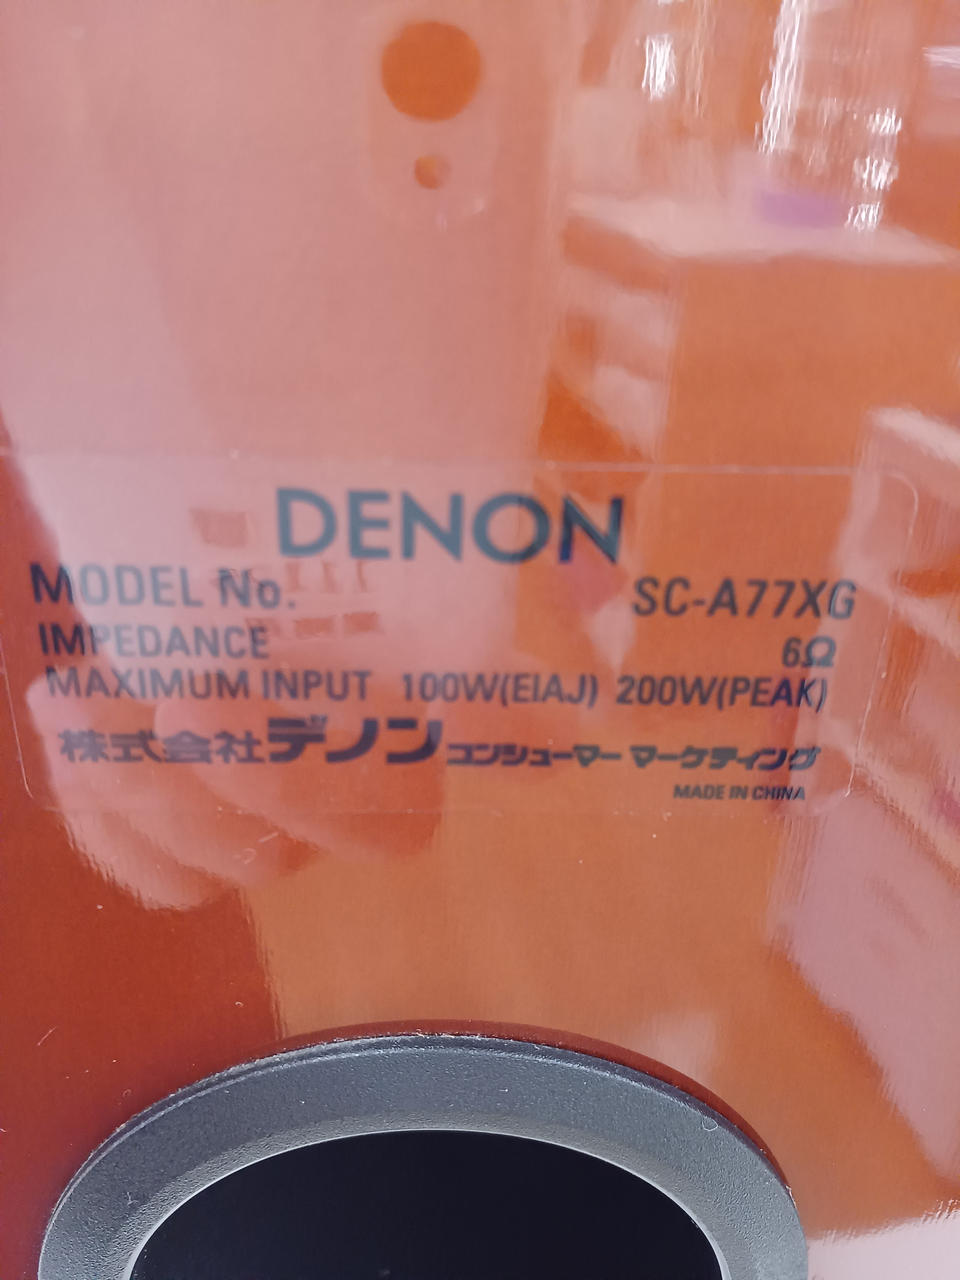 DENON
MODEL No. SC-A77XG
IMPEDANCE 6Ω
MAXIMUM INPUT 100W(EIAJ) 200W(PEAK)
株式会社デノン コンシューマー マーケティング
MADE IN CHINA